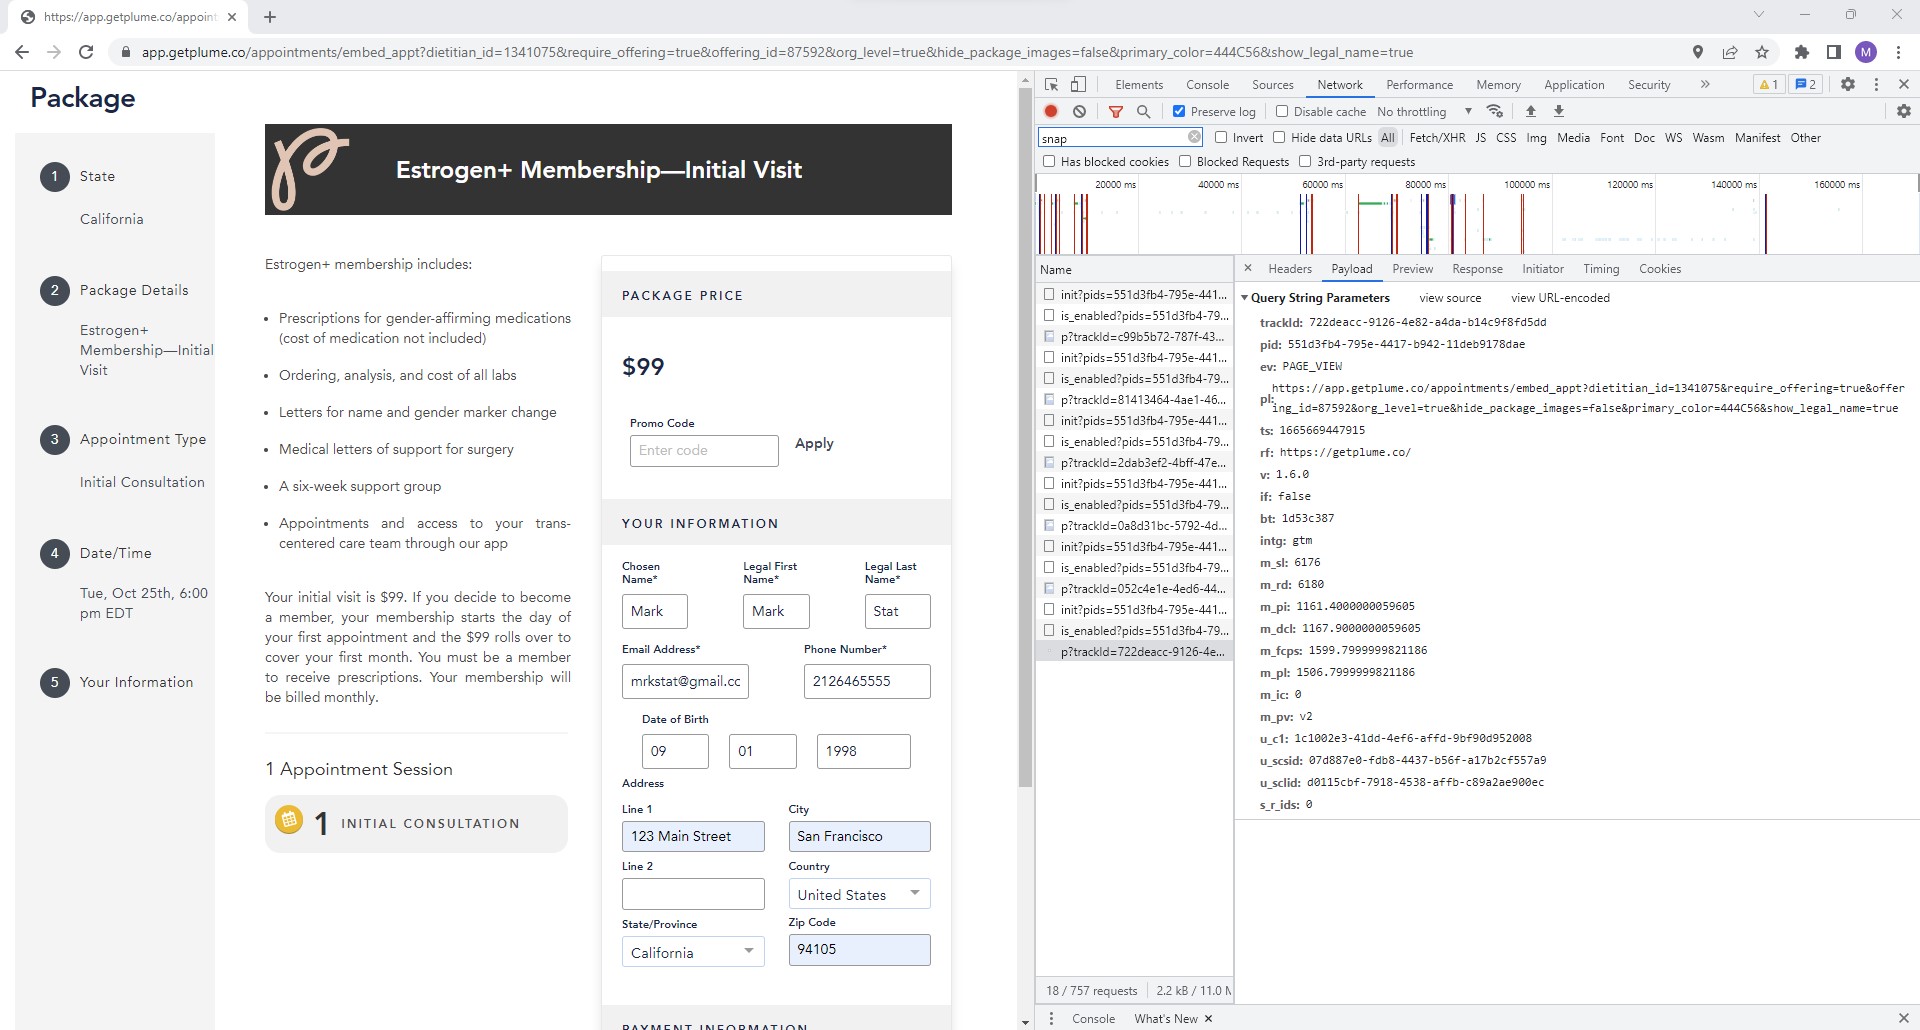 https://app.getplume.co/appoint
app.getplume.co/appointments/embed_appt?dietitian_id=1341075&require_offering=true&offering_id=87592&org_level=true&hide_package_images=false&primary_color=444C56&show_legal_name=true
M
Package
1 State
California
2 Package Details
Estrogen+
Membership—Initial
Visit
3 Appointment Type
Initial Consultation
4 Date/Time
Tue, Oct 25th, 6:00
pm EDT
5 Your Information
Estrogen+ Membership—Initial Visit
Estrogen+ membership includes:
• Prescriptions for gender-affirming medications
(cost of medication not included)
• Ordering, analysis, and cost of all labs
• Letters for name and gender marker change
• Medical letters of support for surgery
• A six-week support group
• Appointments and access to your trans-
centered care team through our app
Your initial visit is $99. If you decide to become
a member, your membership starts the day of
your first appointment and the $99 rolls over to
cover your first month. You must be a member
to receive prescriptions. Your membership will
be billed monthly.
1 Appointment Session
1 INITIAL CONSULTATION
PACKAGE PRICE
$99
Promo Code
Enter code Apply
YOUR INFORMATION
Chosen Name* Legal First Name* Legal Last Name*
Mark Mark Stat
Email Address* Phone Number*
mrkstat@gmail.cc 2126465555
Date of Birth
09 01 1998
Address
Line 1 City
123 Main Street San Francisco
Line 2 Country
United States
State/Province Zip Code
California 94105
PAYMENT INFORMATION
Elements Console Sources Network Performance Memory Application Security » 1 2
Preserve log Disable cache No throttling
snap Invert Hide data URLs All Fetch/XHR JS CSS Img Media Font Doc WS Wasm Manifest Other
Has blocked cookies Blocked Requests 3rd-party requests
20000 ms 40000 ms 60000 ms 80000 ms 100000 ms 120000 ms 140000 ms 160000 ms
Name
init?pids=551d3fb4-795e-441...
is_enabled?pids=551d3fb4-79...
p?trackId=c99b5b72-787f-43...
init?pids=551d3fb4-795e-441...
is_enabled?pids=551d3fb4-79...
p?trackId=81413464-4ae1-46...
init?pids=551d3fb4-795e-441...
is_enabled?pids=551d3fb4-79...
p?trackId=2dab3ef2-4bff-47e...
init?pids=551d3fb4-795e-441...
is_enabled?pids=551d3fb4-79...
p?trackId=0a8d31bc-5792-4d...
init?pids=551d3fb4-795e-441...
is_enabled?pids=551d3fb4-79...
p?trackId=052c4e1e-4ed6-44...
init?pids=551d3fb4-795e-441...
is_enabled?pids=551d3fb4-79...
p?trackId=722deacc-9126-4e...
18 / 757 requests 2.2 kB / 11.0 M
Headers Payload Preview Response Initiator Timing Cookies
Query String Parameters view source view URL-encoded
trackId: 722deacc-9126-4e82-a4da-b14c9f8fd5dd
pid: 551d3fb4-795e-4417-b942-11deb9178dae
ev: PAGE_VIEW
pl: https://app.getplume.co/appointments/embed_appt?dietitian_id=1341075&require_offering=true&offer
ing_id=87592&org_level=true&hide_package_images=false&primary_color=444C56&show_legal_name=true
ts: 1665669447915
rf: https://getplume.co/
v: 1.6.0
if: false
bt: 1d53c387
intg: gtm
m_sl: 6176
m_rd: 6180
m_pi: 1161.4000000059605
m_dcl: 1167.9000000059605
m_fcps: 1599.7999999821186
m_pl: 1506.7999999821186
m_ic: 0
m_pv: v2
u_c1: 1c1002e3-41dd-4ef6-affd-9bf90d952008
u_scsid: 07d887e0-fdb8-4437-b56f-a17b2cf557a9
u_sclid: d0115cbf-7918-4538-affb-c89a2ae900ec
s_r_ids: 0
Console What's New